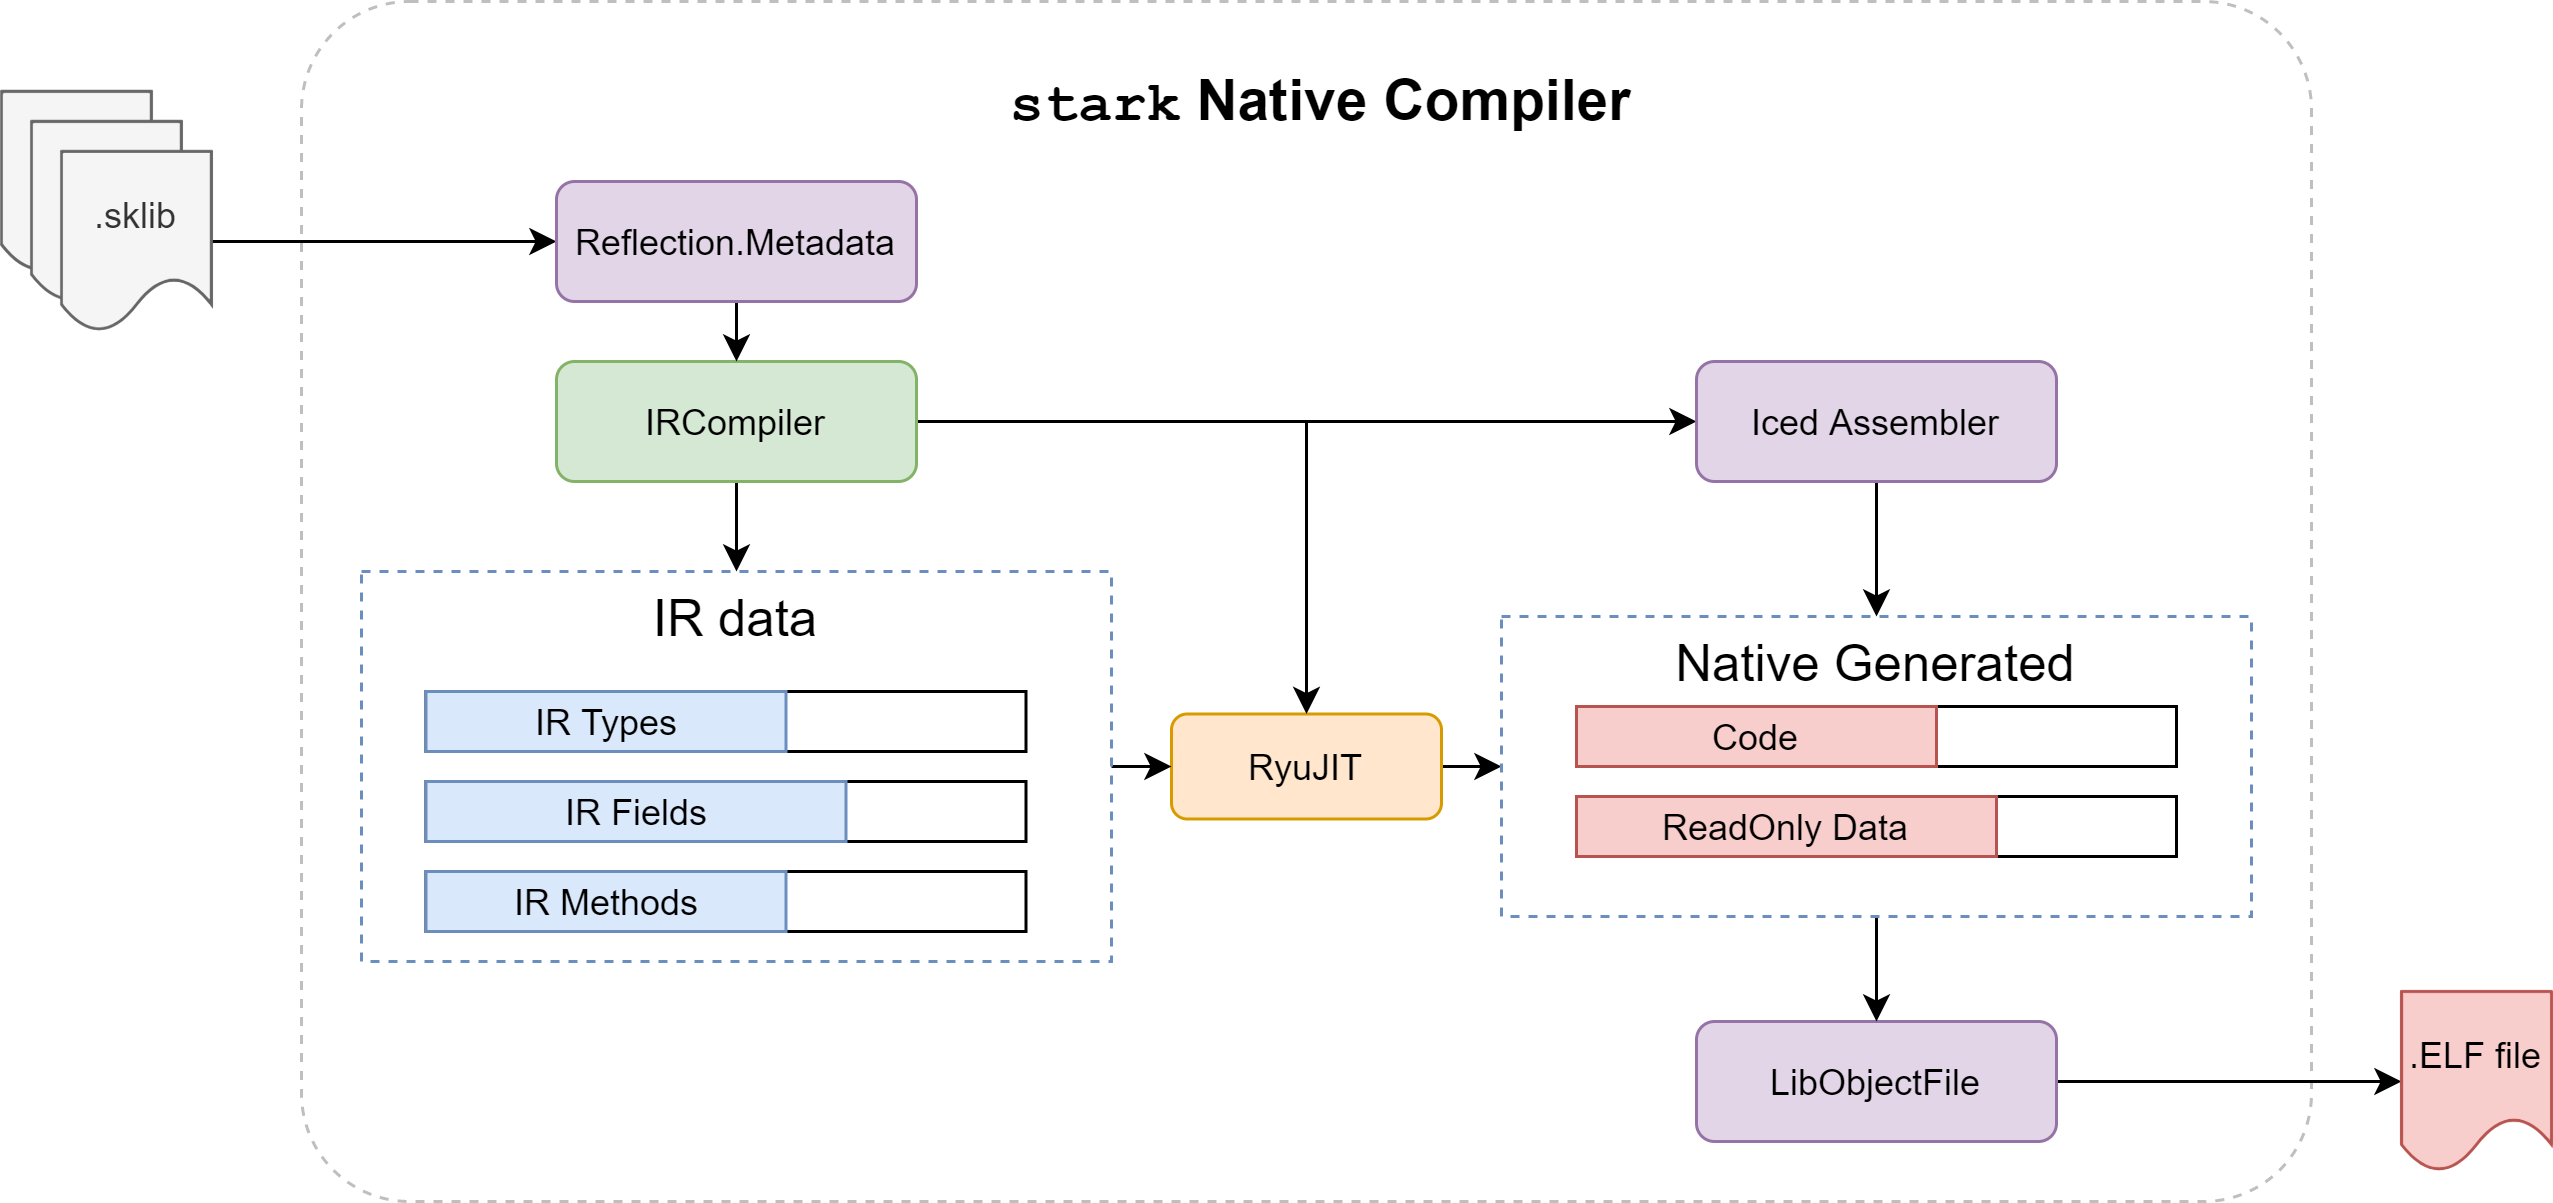 stark Native Compiler
.sklib
Reflection.Metadata
IRCompiler
Iced Assembler
IR data
IR Types
IR Fields
IR Methods
RyuJIT
Native Generated
Code
ReadOnly Data
LibObjectFile
.ELF file